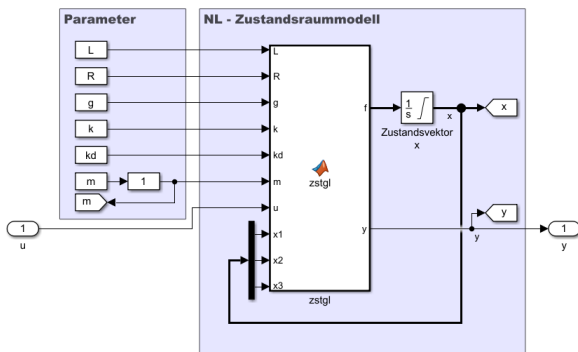 Parameter
NL - Zustandsraummodell
L
R
g
k
kd
m
1
m
1
u
L
R
g
k
kd
m
u
x1
x2
x3
zstgl
f
y
zstgl
1
s
x
Zustandsvektor
x
x
y
y
1
y